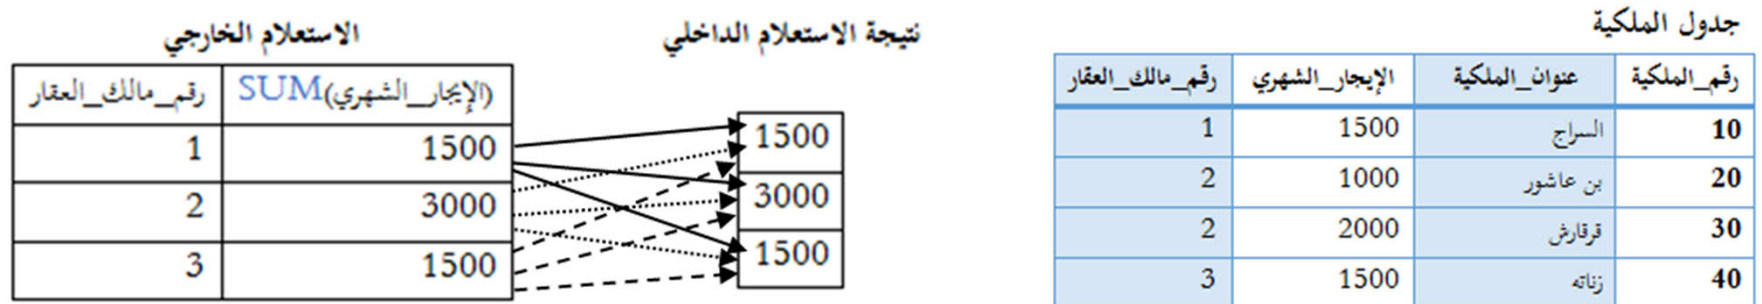 جدول الملكية
رقم_الملكية عنوان_الملكية الإيجار_الشهري رقم_مالك_العقار
10 السراج 1500 1
20 بن عاشور 1000 2
30 قرقارش 2000 2
40 زناته 1500 3
نتيجة الاستعلام الداخلي
1500
3000
1500
الاستعلام الخارجي
رقم_مالك_العقار SUM(الإيجار_الشهري)
1 1500
2 3000
3 1500